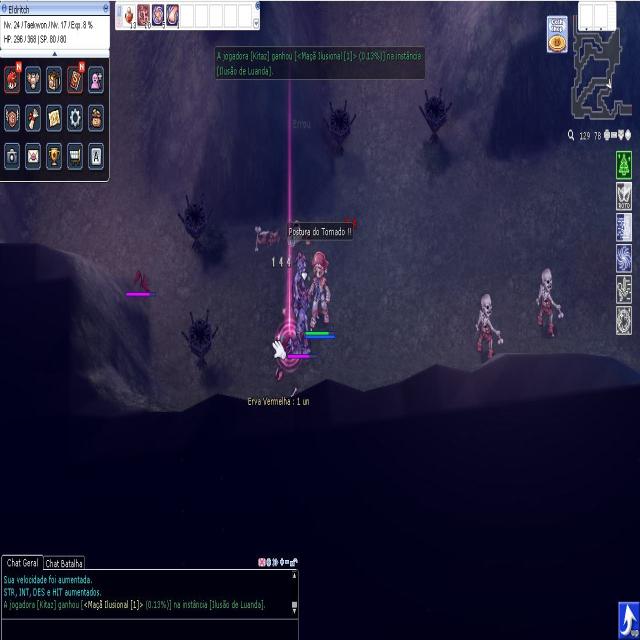 Eldritch
Nv. 24 / Taekwon / Nv. 17 / Exp. 8 %
HP. 296 / 368 | SP. 80 / 80
A jogadora [Kitaz] ganhou [<Maçã Ilusional [1]> (0.13%)] na instância
[Ilusão de Luanda].
Errou
129 78
Postura do Tornado !!
144
Erva Vermelha : 1 un
Chat Geral Chat Batalha
Sua velocidade foi aumentada.
STR, INT, DES e HIT aumentados.
A jogadora [Kitaz] ganhou [<Maçã Ilusional [1]> (0.13%)] na instância [Ilusão de Luanda].